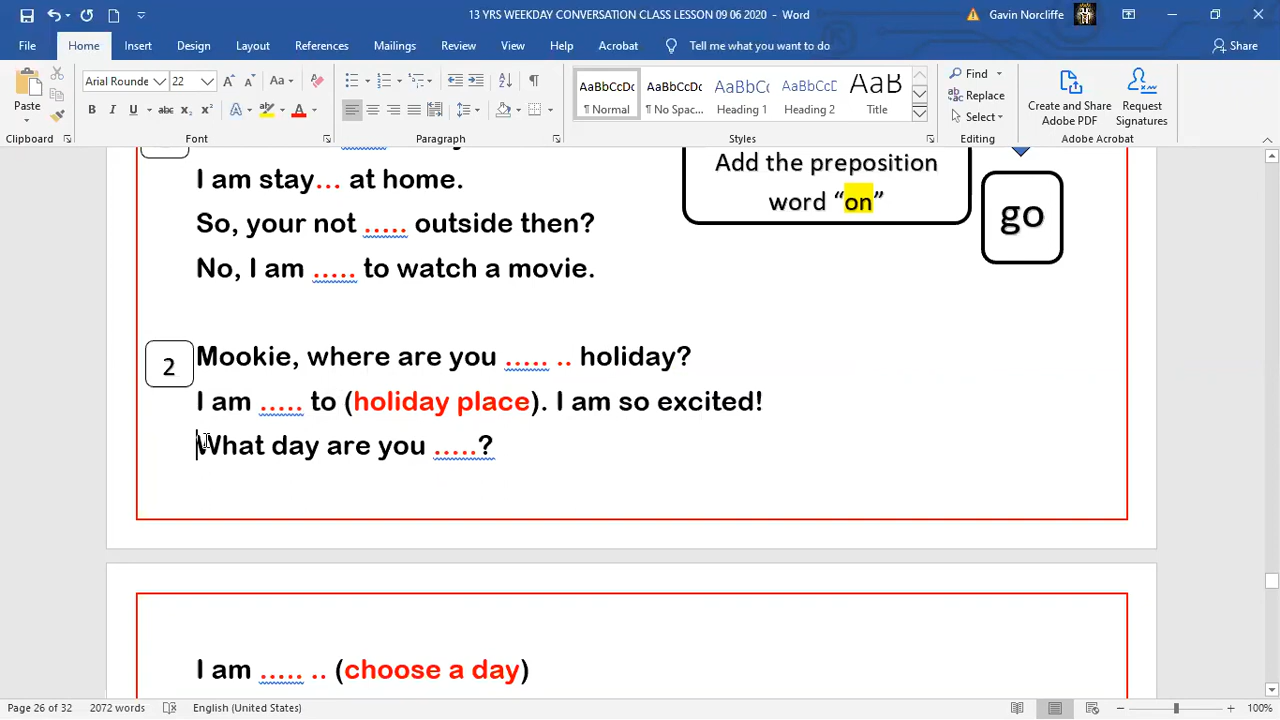 13 YRS WEEKDAY CONVERSATION CLASS LESSON 09 06 2020 - Word
Gavin Norcliffe
File Home Insert Design Layout References Mailings Review View Help Acrobat Tell me what you want to do Share
Paste
Arial Rounde 22
Clipboard Font Paragraph Styles Editing Adobe Acrobat
AaBbCcDc AaBbCcDc AaBbCc AaBbCcD AaB
¶ Normal ¶ No Spac... Heading 1 Heading 2 Title
Find
Replace
Select
Create and Share Adobe PDF
Request Signatures
I am stay... at home.
So, your not ..... outside then?
No, I am ..... to watch a movie.
Add the preposition
word “on”
go
2
Mookie, where are you ..... .. holiday?
I am ..... to (holiday place). I am so excited!
What day are you .....?
I am ..... .. (choose a day)
Page 26 of 32 2072 words English (United States) 100%